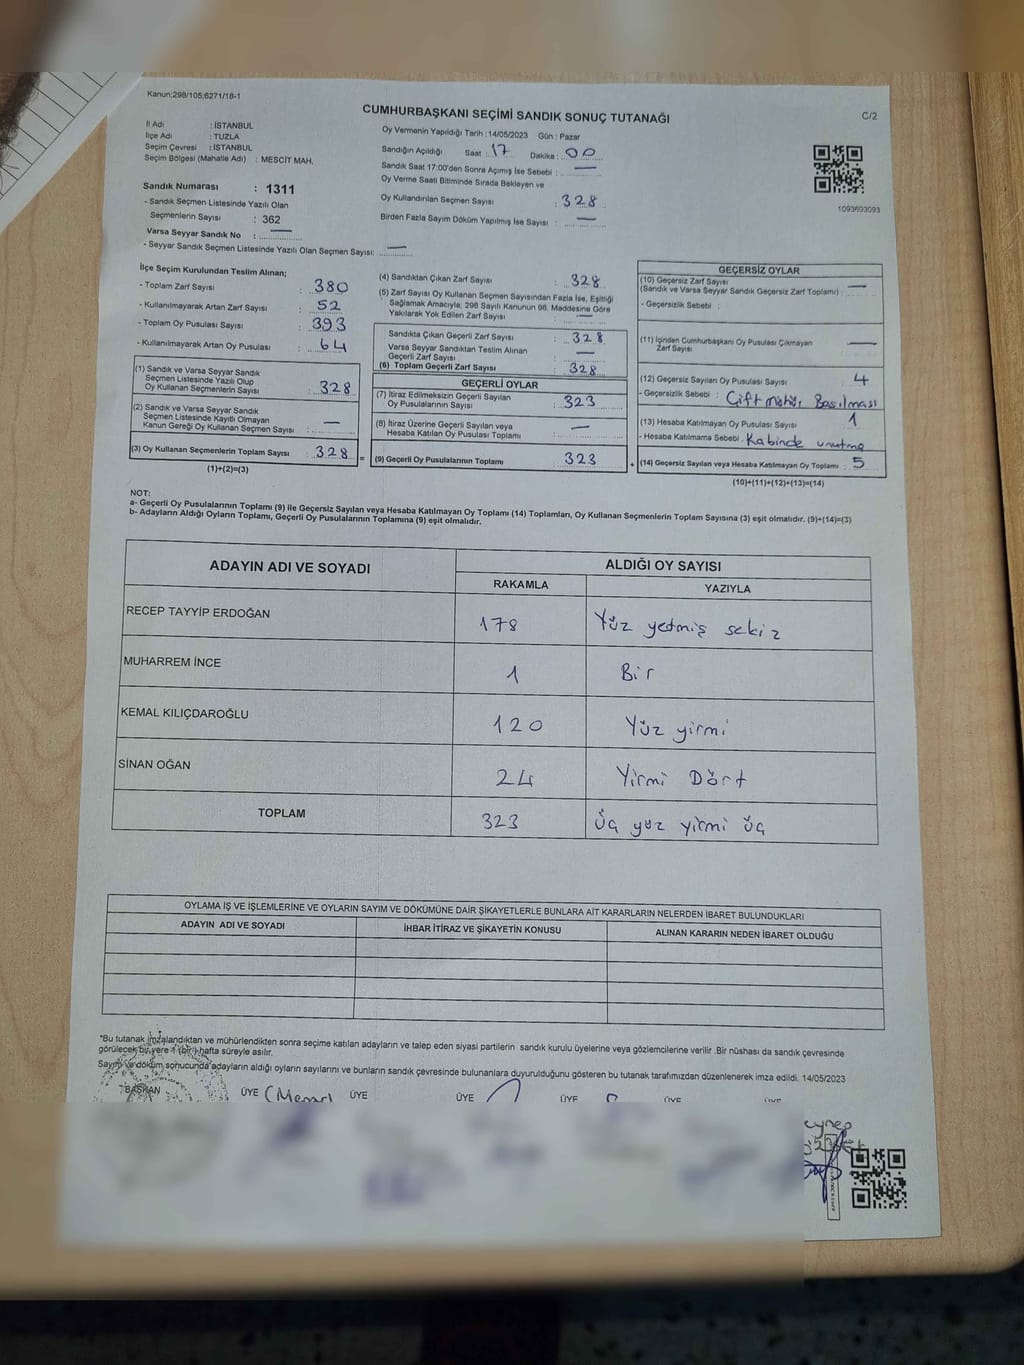 Kanun;298/105;6271/18-1
CUMHURBAŞKANI SEÇİMİ SANDIK SONUÇ TUTANAĞI
C/2
İl Adı : İSTANBUL
İlçe Adı : TUZLA
Seçim Çevresi : İSTANBUL
Seçim Bölgesi (Mahalle Adı) : MESCİT MAH.
Sandık Numarası : 1311
- Sandık Seçmen Listesinde Yazılı Olan
Seçmenlerin Sayısı : 362
Varsa Seyyar Sandık No : —
- Seyyar Sandık Seçmen Listesinde Yazılı Olan Seçmen Sayısı: —
Oy Vermenin Yapıldığı Tarih : 14/05/2023 Gün : Pazar
Sandığın Açıldığı Saat : 17 Dakika : 00
Sandık Saat 17:00'den Sonra Açımış İse Sebebi : —
Oy Verme Saati Bitiminde Sırada Bekleyen ve
Oy Kullandırılan Seçmen Sayısı : 328
Birden Fazla Sayım Döküm Yapılmış İse Sayısı : —
1093603093
İlçe Seçim Kurulundan Teslim Alınan;
- Toplam Zarf Sayısı : 380
- Kullanılmayarak Artan Zarf Sayısı : 52
- Toplam Oy Pusulası Sayısı : 393
- Kullanılmayarak Artan Oy Pusulası : 64
(1) Sandık ve Varsa Seyyar Sandık
Seçmen Listesinde Yazılı Olup
Oy Kullanan Seçmenlerin Sayısı : 328
(2) Sandık ve Varsa Seyyar Sandık
Seçmen Listesinde Kayıtlı Olmayan
Kanun Gereği Oy Kullanan Seçmen Sayısı : —
(3) Oy Kullanan Seçmenlerin Toplam Sayısı : 328
(1)+(2)=(3)
(4) Sandıktan Çıkan Zarf Sayısı : 328
(5) Zarf Sayısı Oy Kullanan Seçmen Sayısından Fazla İse, Eşitliği
Sağlamak Amacıyla; 298 Sayılı Kanunun 98. Maddesine Göre
Yakılarak Yok Edilen Zarf Sayısı : —
Sandıkta Çıkan Geçerli Zarf Sayısı : 328
Varsa Seyyar Sandıktan Teslim Alınan
Geçerli Zarf Sayısı : —
(6) Toplam Geçerli Zarf Sayısı : 328
GEÇERLİ OYLAR
(7) İtiraz Edilmeksizin Geçerli Sayılan
Oy Pusulalarının Sayısı : 323
(8) İtiraz Üzerine Geçerli Sayılan veya
Hesaba Katılan Oy Pusulası Toplamı : —
= (9) Geçerli Oy Pusulalarının Toplamı : 323
GEÇERSİZ OYLAR
(10) Geçersiz Zarf Sayısı
(Sandık ve Varsa Seyyar Sandık Geçersiz Zarf Toplamı) : —
- Geçersizlik Sebebi :
(11) İçinden Cumhurbaşkanı Oy Pusulası Çıkmayan
Zarf Sayısı : —
(12) Geçersiz Sayılan Oy Pusulası Sayısı : 4
- Geçersizlik Sebebi : Çift mühür Basılması
(13) Hesaba Katılmayan Oy Pusulası Sayısı : 1
- Hesaba Katılmama Sebebi : Kabinde unutma
+ (14) Geçersiz Sayılan veya Hesaba Katılmayan Oy Toplamı : 5
(10)+(11)+(12)+(13)=(14)
NOT:
a- Geçerli Oy Pusulalarının Toplamı (9) ile Geçersiz Sayılan veya Hesaba Katılmayan Oy Toplamı (14) Toplamları, Oy Kullanan Seçmenlerin Toplam Sayısına (3) eşit olmalıdır. (9)+(14)=(3)
b- Adayların Aldığı Oyların Toplamı, Geçerli Oy Pusulalarının Toplamına (9) eşit olmalıdır.
ADAYIN ADI VE SOYADI
ALDIĞI OY SAYISI
RAKAMLA YAZIYLA
RECEP TAYYİP ERDOĞAN 178 Yüz yetmiş sekiz
MUHARREM İNCE 1 Bir
KEMAL KILIÇDAROĞLU 120 Yüz yirmi
SİNAN OĞAN 24 Yirmi Dört
TOPLAM 323 Üç yüz yirmi üç
OYLAMA İŞ VE İŞLEMLERİNE VE OYLARIN SAYIM VE DÖKÜMÜNE DAİR ŞİKAYETLERLE BUNLARA AİT KARARLARIN NELERDEN İBARET BULUNDUKLARI
ADAYIN ADI VE SOYADI İHBAR İTİRAZ VE ŞİKAYETİN KONUSU ALINAN KARARIN NEDEN İBARET OLDUĞU
*Bu tutanak imzalandıktan ve mühürlendikten sonra seçime katılan adayların ve talep eden siyasi partilerin sandık kurulu üyelerine veya gözlemcilerine verilir .Bir nüshası da sandık çevresinde
görülecek bir yere 1 (bir) hafta süreyle asılır.
Sayım ve döküm sonucunda adayların aldığı oyların sayılarını ve bunların sandık çevresinde bulunanlara duyurulduğunu gösteren bu tutanak tarafımızdan düzenlenerek imza edildi. 14/05/2023
BAŞKAN ÜYE ÜYE ÜYE ÜYE ÜYE ÜYE